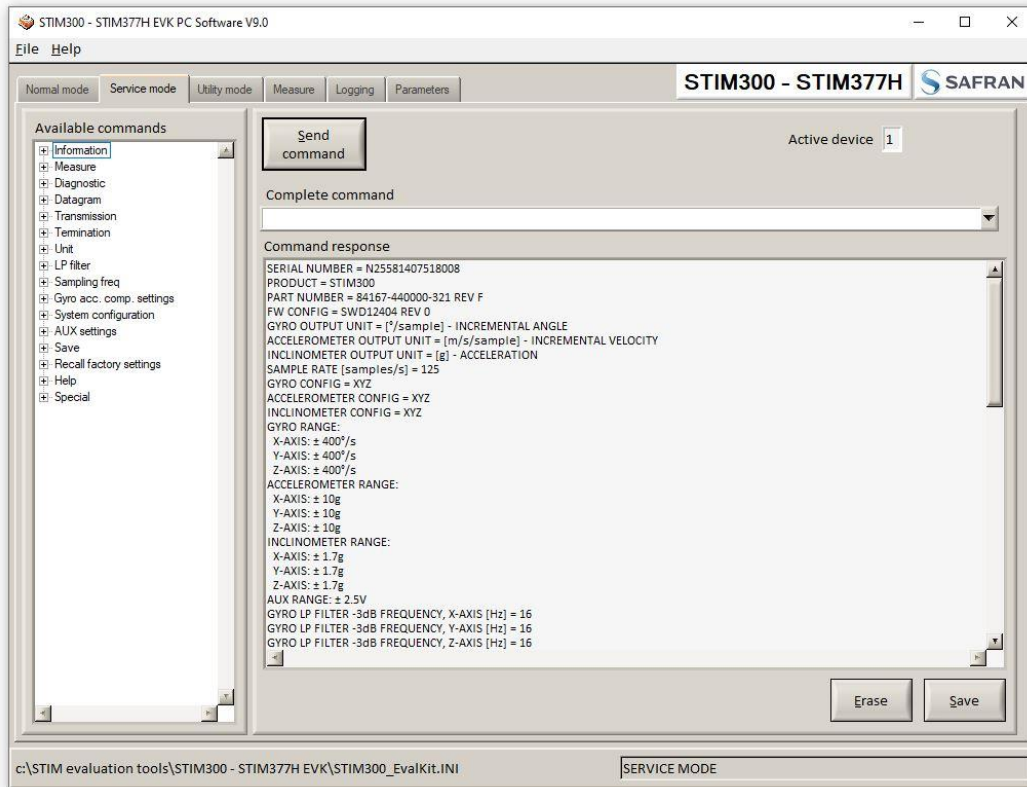 STIM300 - STIM377H EVK PC Software V9.0
File Help
Normal mode Service mode Utility mode Measure Logging Parameters
STIM300 - STIM377H SAFRAN
Available commands
Information
Measure
Diagnostic
Datagram
Transmission
Termination
Unit
LP filter
Sampling freq
Gyro acc. comp. settings
System configuration
AUX settings
Save
Recall factory settings
Help
Special
Send
command
Active device 1
Complete command
Command response
SERIAL NUMBER = N25581407518008
PRODUCT = STIM300
PART NUMBER = 84167-440000-321 REV F
FW CONFIG = SWD12404 REV 0
GYRO OUTPUT UNIT = [°/sample] - INCREMENTAL ANGLE
ACCELEROMETER OUTPUT UNIT = [m/s/sample] - INCREMENTAL VELOCITY
INCLINOMETER OUTPUT UNIT = [g] - ACCELERATION
SAMPLE RATE [samples/s] = 125
GYRO CONFIG = XYZ
ACCELEROMETER CONFIG = XYZ
INCLINOMETER CONFIG = XYZ
GYRO RANGE:
X-AXIS: ± 400°/s
Y-AXIS: ± 400°/s
Z-AXIS: ± 400°/s
ACCELEROMETER RANGE:
X-AXIS: ± 10g
Y-AXIS: ± 10g
Z-AXIS: ± 10g
INCLINOMETER RANGE:
X-AXIS: ± 1.7g
Y-AXIS: ± 1.7g
Z-AXIS: ± 1.7g
AUX RANGE: ± 2.5V
GYRO LP FILTER -3dB FREQUENCY, X-AXIS [Hz] = 16
GYRO LP FILTER -3dB FREQUENCY, Y-AXIS [Hz] = 16
GYRO LP FILTER -3dB FREQUENCY, Z-AXIS [Hz] = 16
Erase Save
c:\STIM evaluation tools\STIM300 - STIM377H EVK\STIM300_EvalKit.INI
SERVICE MODE